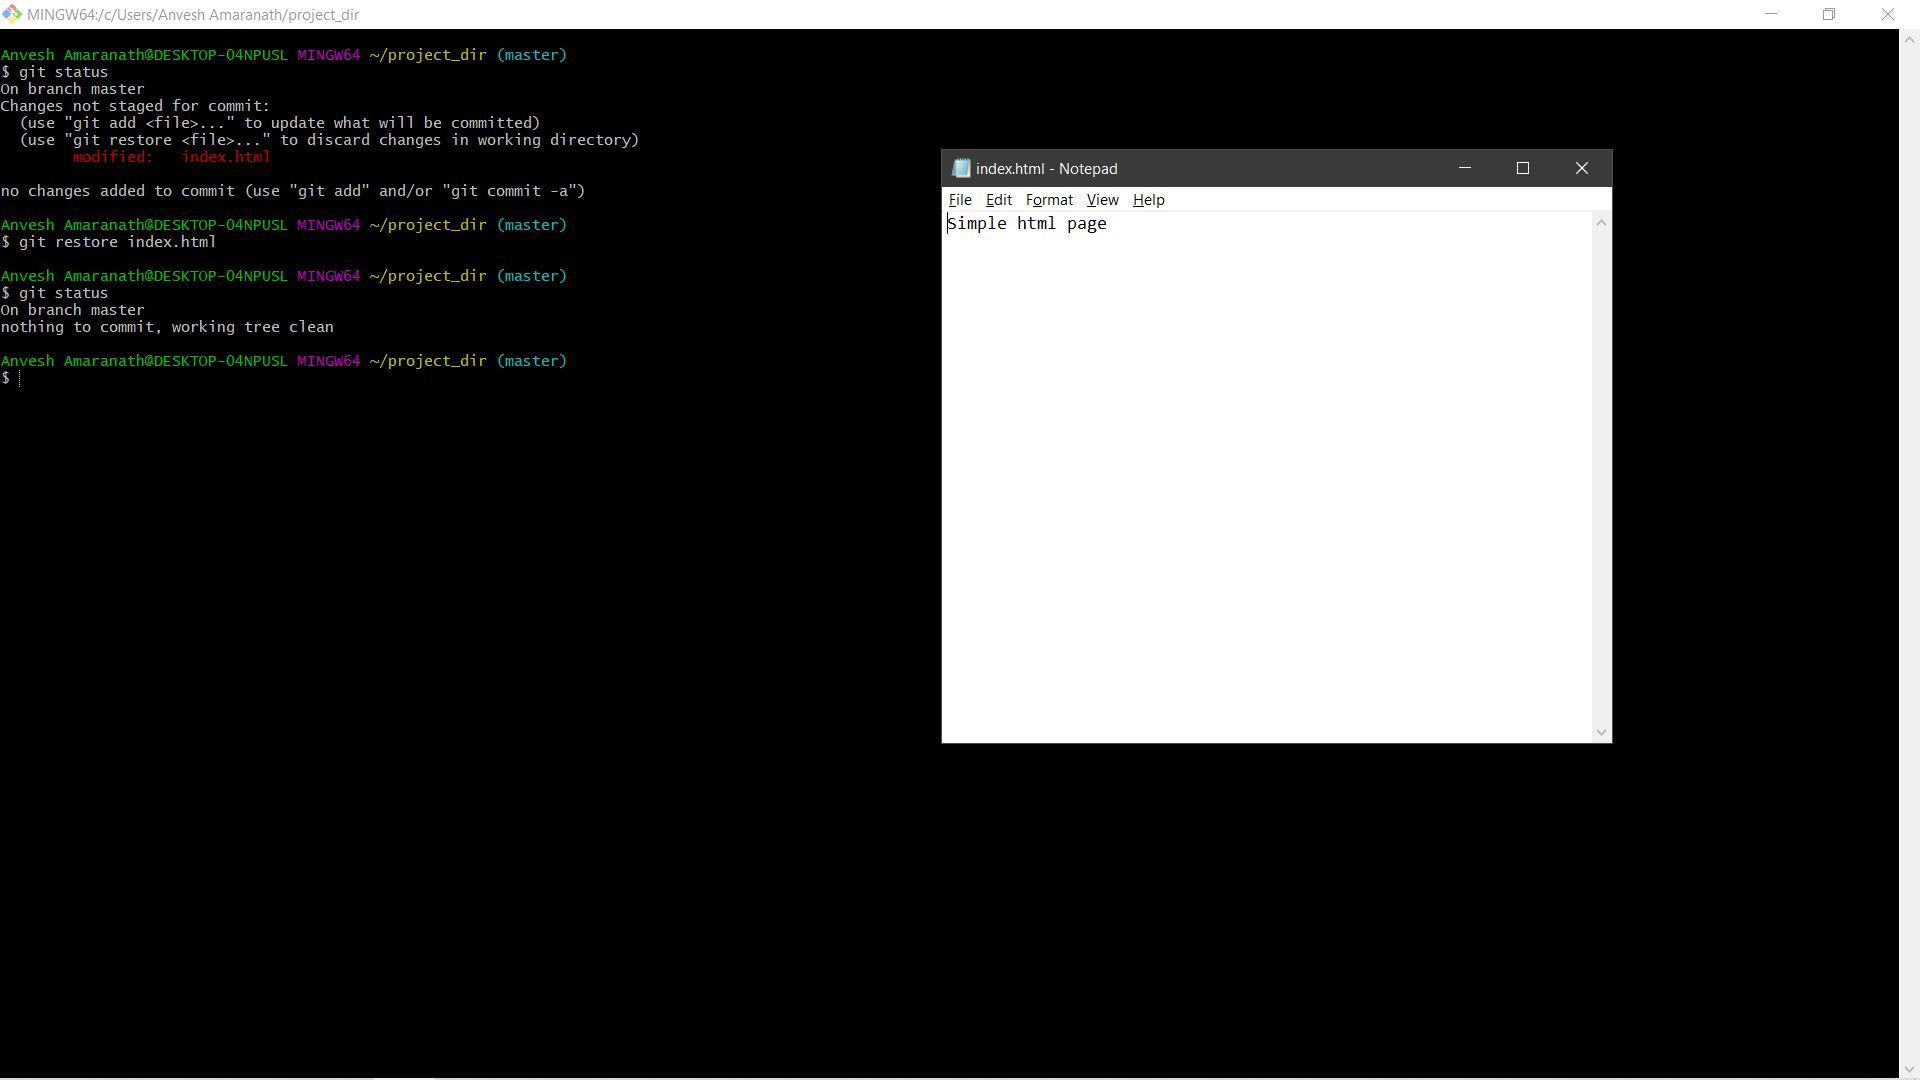 MINGW64:/c/Users/Anvesh Amaranath/project_dir
Anvesh Amaranath@DESKTOP-O4NPUSL MINGW64 ~/project_dir (master)
$ git status
On branch master
Changes not staged for commit:
  (use "git add <file>..." to update what will be committed)
  (use "git restore <file>..." to discard changes in working directory)
        modified:   index.html
no changes added to commit (use "git add" and/or "git commit -a")
Anvesh Amaranath@DESKTOP-O4NPUSL MINGW64 ~/project_dir (master)
$ git restore index.html
Anvesh Amaranath@DESKTOP-O4NPUSL MINGW64 ~/project_dir (master)
$ git status
On branch master
nothing to commit, working tree clean
Anvesh Amaranath@DESKTOP-O4NPUSL MINGW64 ~/project_dir (master)
$
index.html - Notepad
File Edit Format View Help
Simple html page